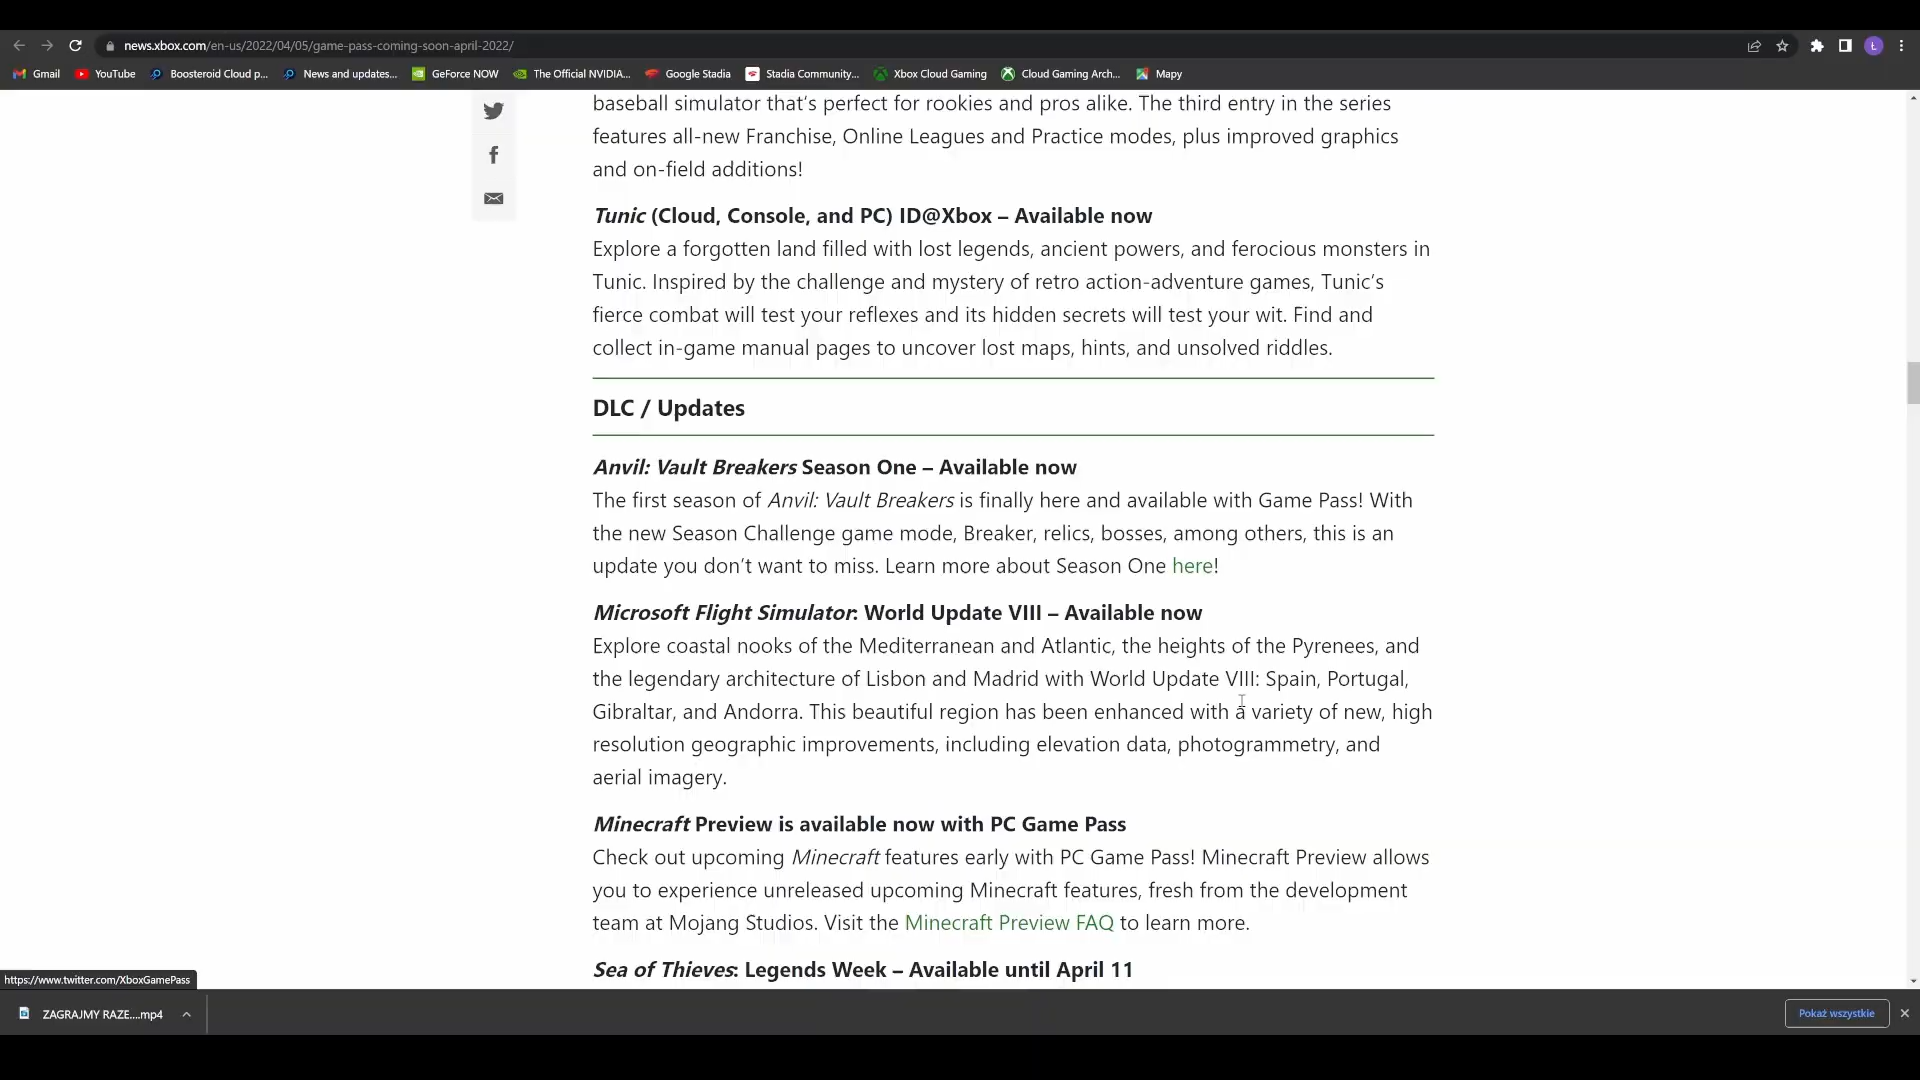 news.xbox.com/en-us/2022/04/05/game-pass-coming-soon-april-2022/
L
Gmail YouTube Boosteroid Cloud p... News and updates... GeForce NOW The Official NVIDIA... Google Stadia Stadia Community... Xbox Cloud Gaming Cloud Gaming Arch... Mapy
baseball simulator that's perfect for rookies and pros alike. The third entry in the series
features all-new Franchise, Online Leagues and Practice modes, plus improved graphics
and on-field additions!
Tunic (Cloud, Console, and PC) ID@Xbox – Available now
Explore a forgotten land filled with lost legends, ancient powers, and ferocious monsters in
Tunic. Inspired by the challenge and mystery of retro action-adventure games, Tunic's
fierce combat will test your reflexes and its hidden secrets will test your wit. Find and
collect in-game manual pages to uncover lost maps, hints, and unsolved riddles.
DLC / Updates
Anvil: Vault Breakers Season One – Available now
The first season of Anvil: Vault Breakers is finally here and available with Game Pass! With
the new Season Challenge game mode, Breaker, relics, bosses, among others, this is an
update you don't want to miss. Learn more about Season One here!
Microsoft Flight Simulator: World Update VIII – Available now
Explore coastal nooks of the Mediterranean and Atlantic, the heights of the Pyrenees, and
the legendary architecture of Lisbon and Madrid with World Update VIII: Spain, Portugal,
Gibraltar, and Andorra. This beautiful region has been enhanced with a variety of new, high
resolution geographic improvements, including elevation data, photogrammetry, and
aerial imagery.
Minecraft Preview is available now with PC Game Pass
Check out upcoming Minecraft features early with PC Game Pass! Minecraft Preview allows
you to experience unreleased upcoming Minecraft features, fresh from the development
team at Mojang Studios. Visit the Minecraft Preview FAQ to learn more.
Sea of Thieves: Legends Week – Available until April 11
https://www.twitter.com/XboxGamePass
ZAGRAJMY RAZE....mp4
Pokaż wszystkie